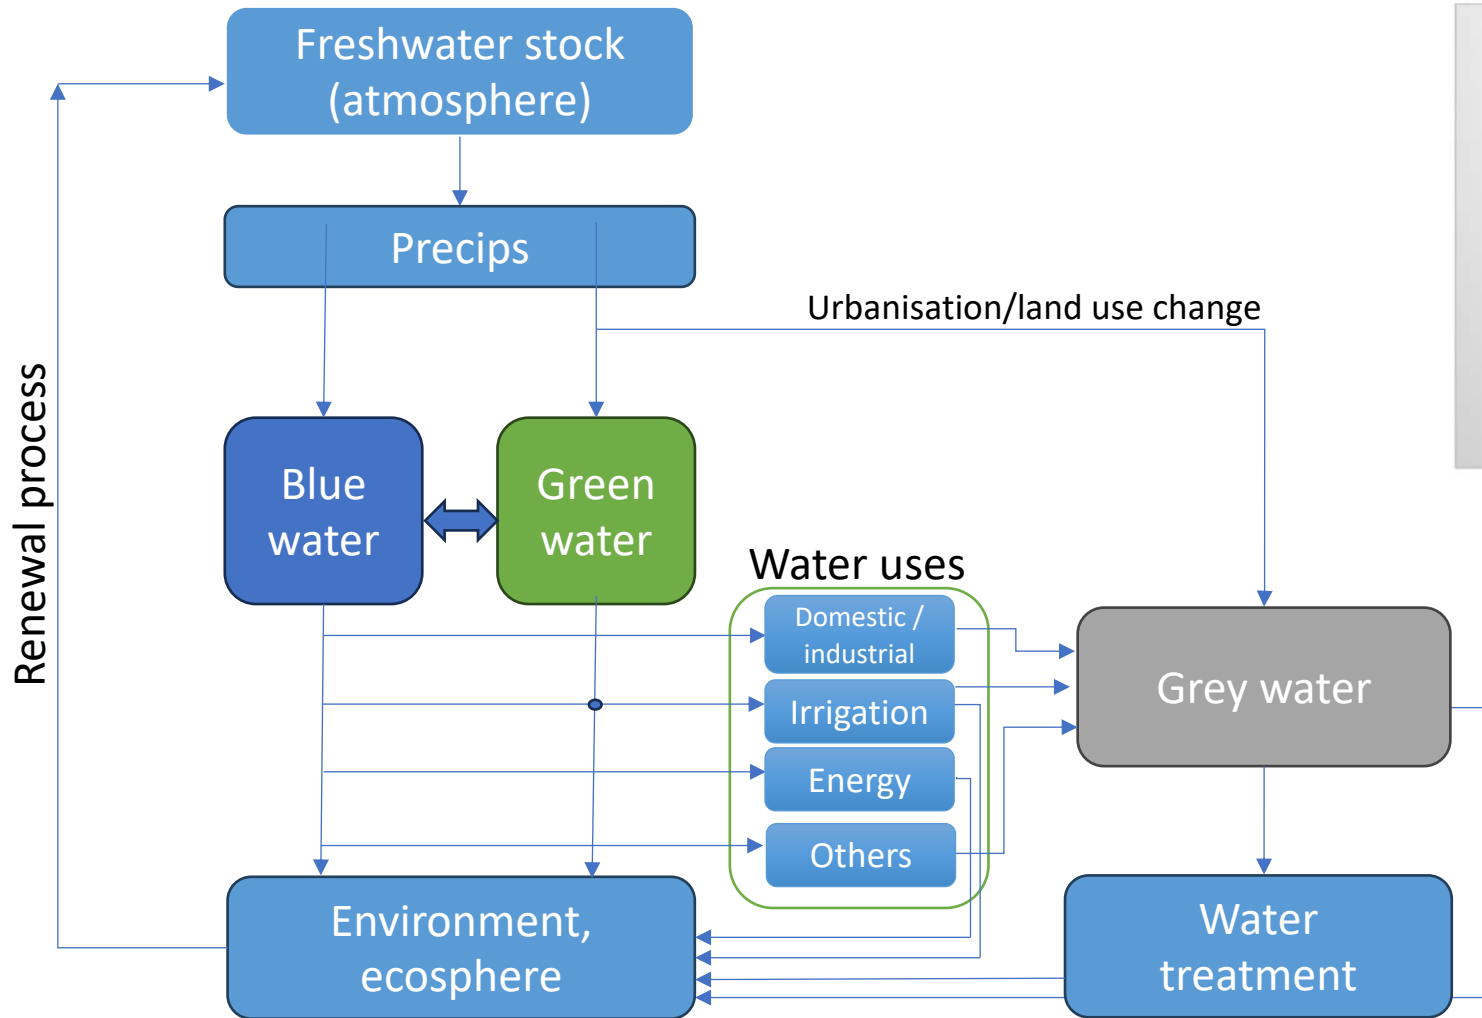 Freshwater stock
(atmosphere)
Precips
Urbanisation/land use change
Renewal process
Blue
water
Green
water
Water uses
Domestic /
industrial
Irrigation
Energy
Others
Grey water
Environment,
ecosphere
Water
treatment